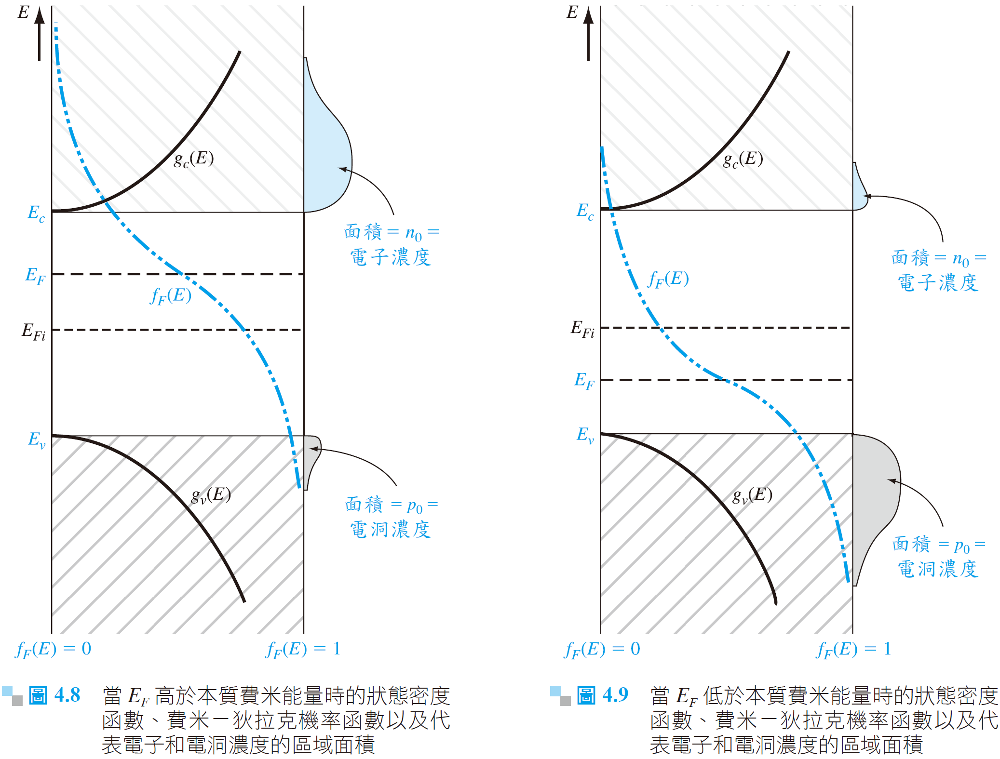 E
g_c(E)
E_c
面積 = n_0 =
電子濃度
E_F
f_F(E)
E_Fi
E_v
g_v(E)
面積 = p_0 =
電洞濃度
f_F(E) = 0
f_F(E) = 1
圖 4.8 當 E_F 高於本質費米能量時的狀態密度
函數、費米－狄拉克機率函數以及代
表電子和電洞濃度的區域面積
E
g_c(E)
E_c
面積 = n_0 =
電子濃度
f_F(E)
E_Fi
E_F
E_v
g_v(E)
面積 = p_0 =
電洞濃度
f_F(E) = 0
f_F(E) = 1
圖 4.9 當 E_F 低於本質費米能量時的狀態密度
函數、費米－狄拉克機率函數以及代
表電子和電洞濃度的區域面積